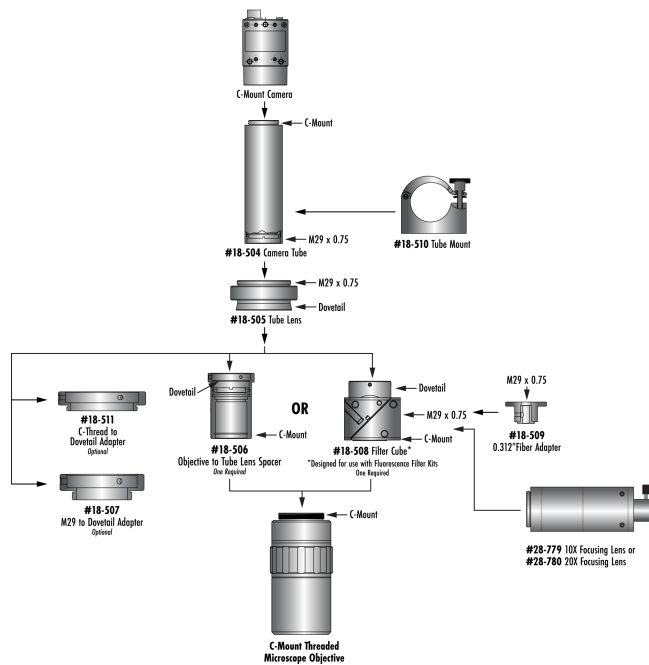 C-Mount Camera
C-Mount
M29 x 0.75
#18-504 Camera Tube
#18-510 Tube Mount
M29 x 0.75
Dovetail
#18-505 Tube Lens
#18-511
C-Thread to
Dovetail Adapter
Optional
#18-507
M29 to Dovetail Adapter
Optional
Dovetail
C-Mount
#18-506
Objective to Tube Lens Spacer
One Required
OR
Dovetail
M29 x 0.75
C-Mount
#18-508 Filter Cube*
*Designed for use with Fluorescence Filter Kits
One Required
M29 x 0.75
#18-509
0.312"Fiber Adapter
#28-779 10X Focusing Lens or
#28-780 20X Focusing Lens
C-Mount
C-Mount Threaded
Microscope Objective